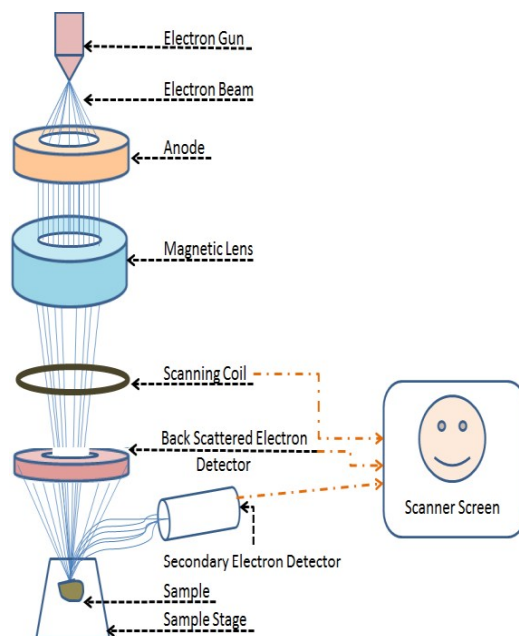 Electron Gun
Electron Beam
Anode
Magnetic Lens
Scanning Coil
Back Scattered Electron
Detector
Scanner Screen
Secondary Electron Detector
Sample
Sample Stage